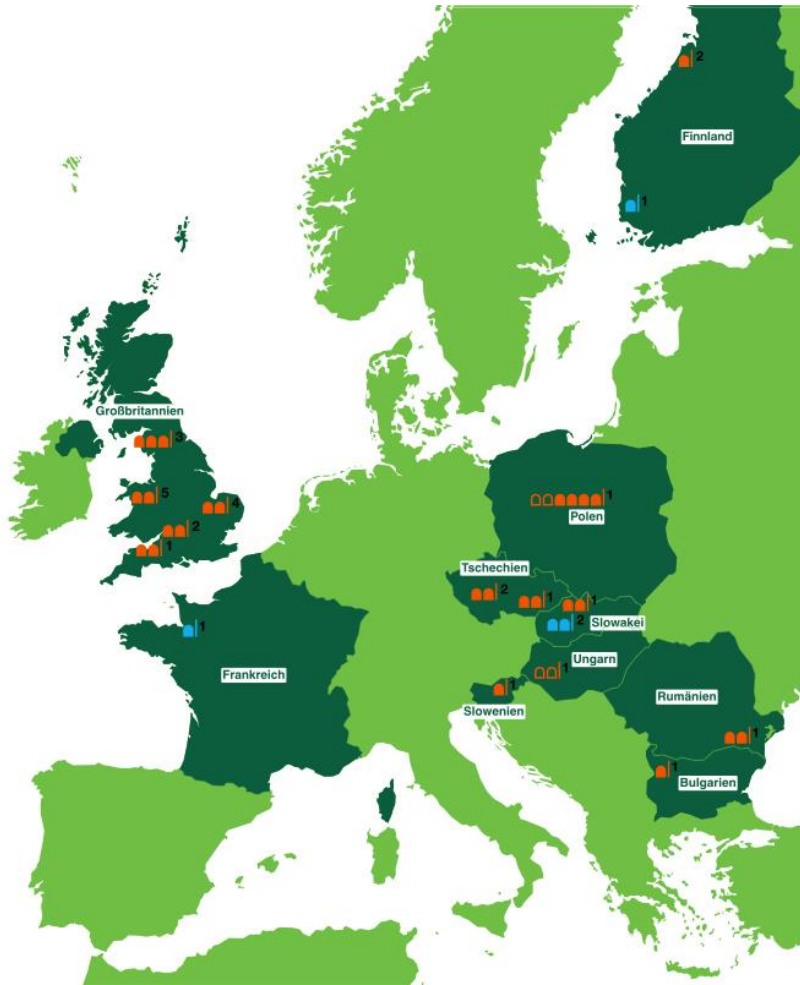 2
Finnland
1
Großbritannien
3
5
4
2
1
1
Polen
Tschechien
2
1
1
2
Slowakei
1
Frankreich
Ungarn
1
1
Slowenien
Rumänien
1
1
Bulgarien